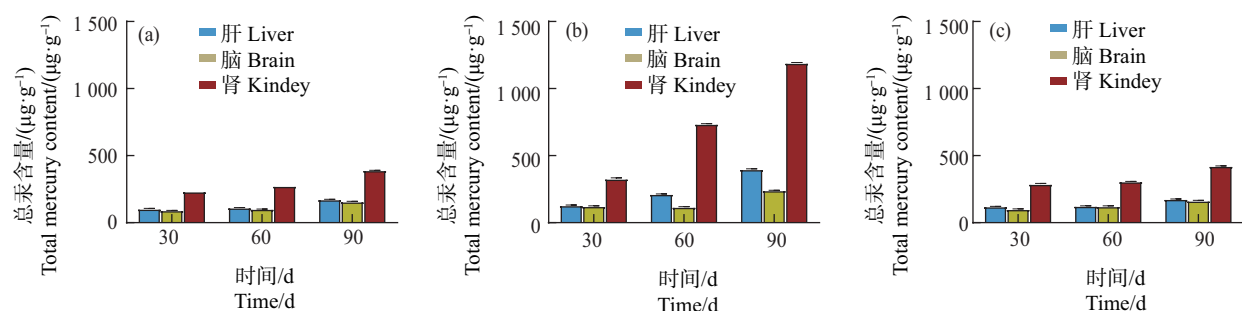 总汞含量/(μg·g⁻¹)
Total mercury content/(μg·g⁻¹)
1 500
1 000
500
0
(a)
肝 Liver
脑 Brain
肾 Kindey
30 60 90
时间/d
Time/d
总汞含量/(μg·g⁻¹)
Total mercury content/(μg·g⁻¹)
1 500
1 000
500
0
(b)
肝 Liver
脑 Brain
肾 Kindey
30 60 90
时间/d
Time/d
总汞含量/(μg·g⁻¹)
Total mercury content/(μg·g⁻¹)
1 500
1 000
500
0
(c)
肝 Liver
脑 Brain
肾 Kindey
30 60 90
时间/d
Time/d